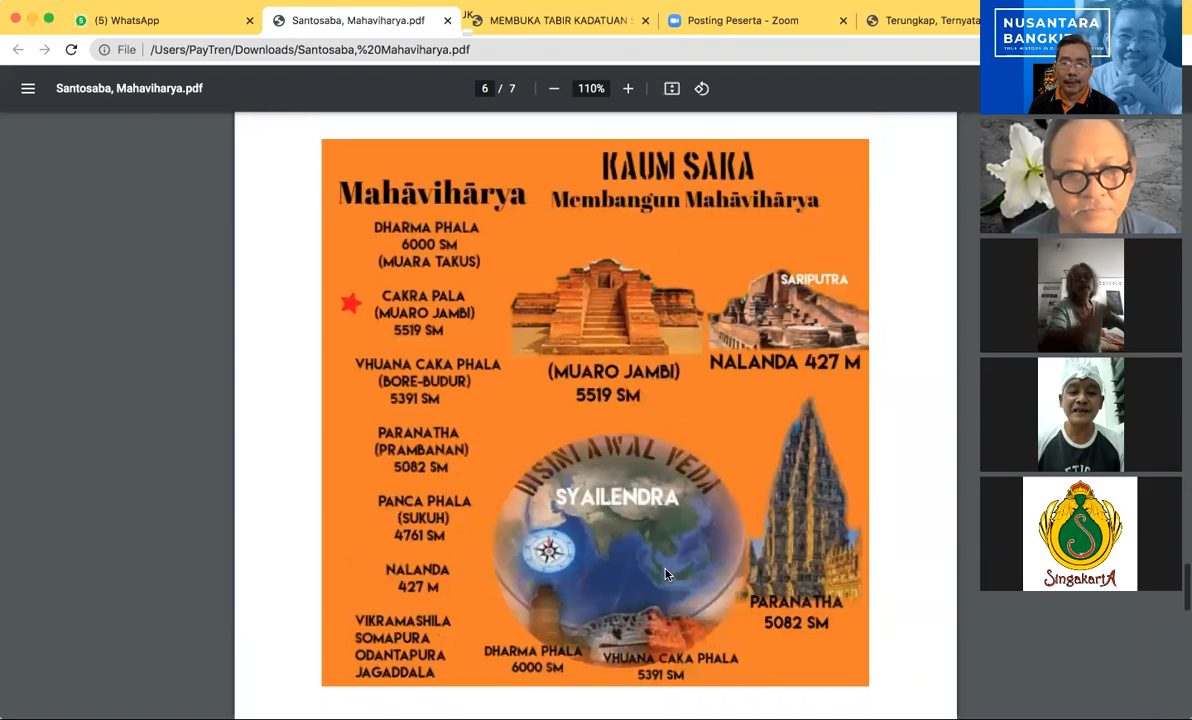 (5) WhatsApp
Santosaba, Mahaviharya.pdf
JK
MEMBUKA TABIR KADATUAN S
Posting Peserta - Zoom
Terungkap, Ternyata
File
/Users/PayTren/Downloads/Santosaba,%20Mahaviharya.pdf
Santosaba, Mahaviharya.pdf
6 / 7
110%
NUSANTARA
BANGKIT
KAUM SAKA
Membangun Mahāvihārya
Mahāvihārya
DHARMA PHALA
6000 SM
(MUARA TAKUS)
CAKRA PALA
(MUARO JAMBI)
5519 SM
VHUANA CAKA PHALA
(BORE-BUDUR)
5391 SM
PARANATHA
(PRAMBANAN)
5082 SM
PANCA PHALA
(SUKUH)
4761 SM
NALANDA
427 M
VIKRAMASHILA
SOMAPURA
ODANTAPURA
JAGADDALA
(MUARO JAMBI)
5519 SM
SARIPUTRA
NALANDA 427 M
DISINI AWAL VEDA
SYAILENDRA
PARANATHA
5082 SM
DHARMA PHALA
6000 SM
VHUANA CAKA PHALA
5391 SM
SingakartA